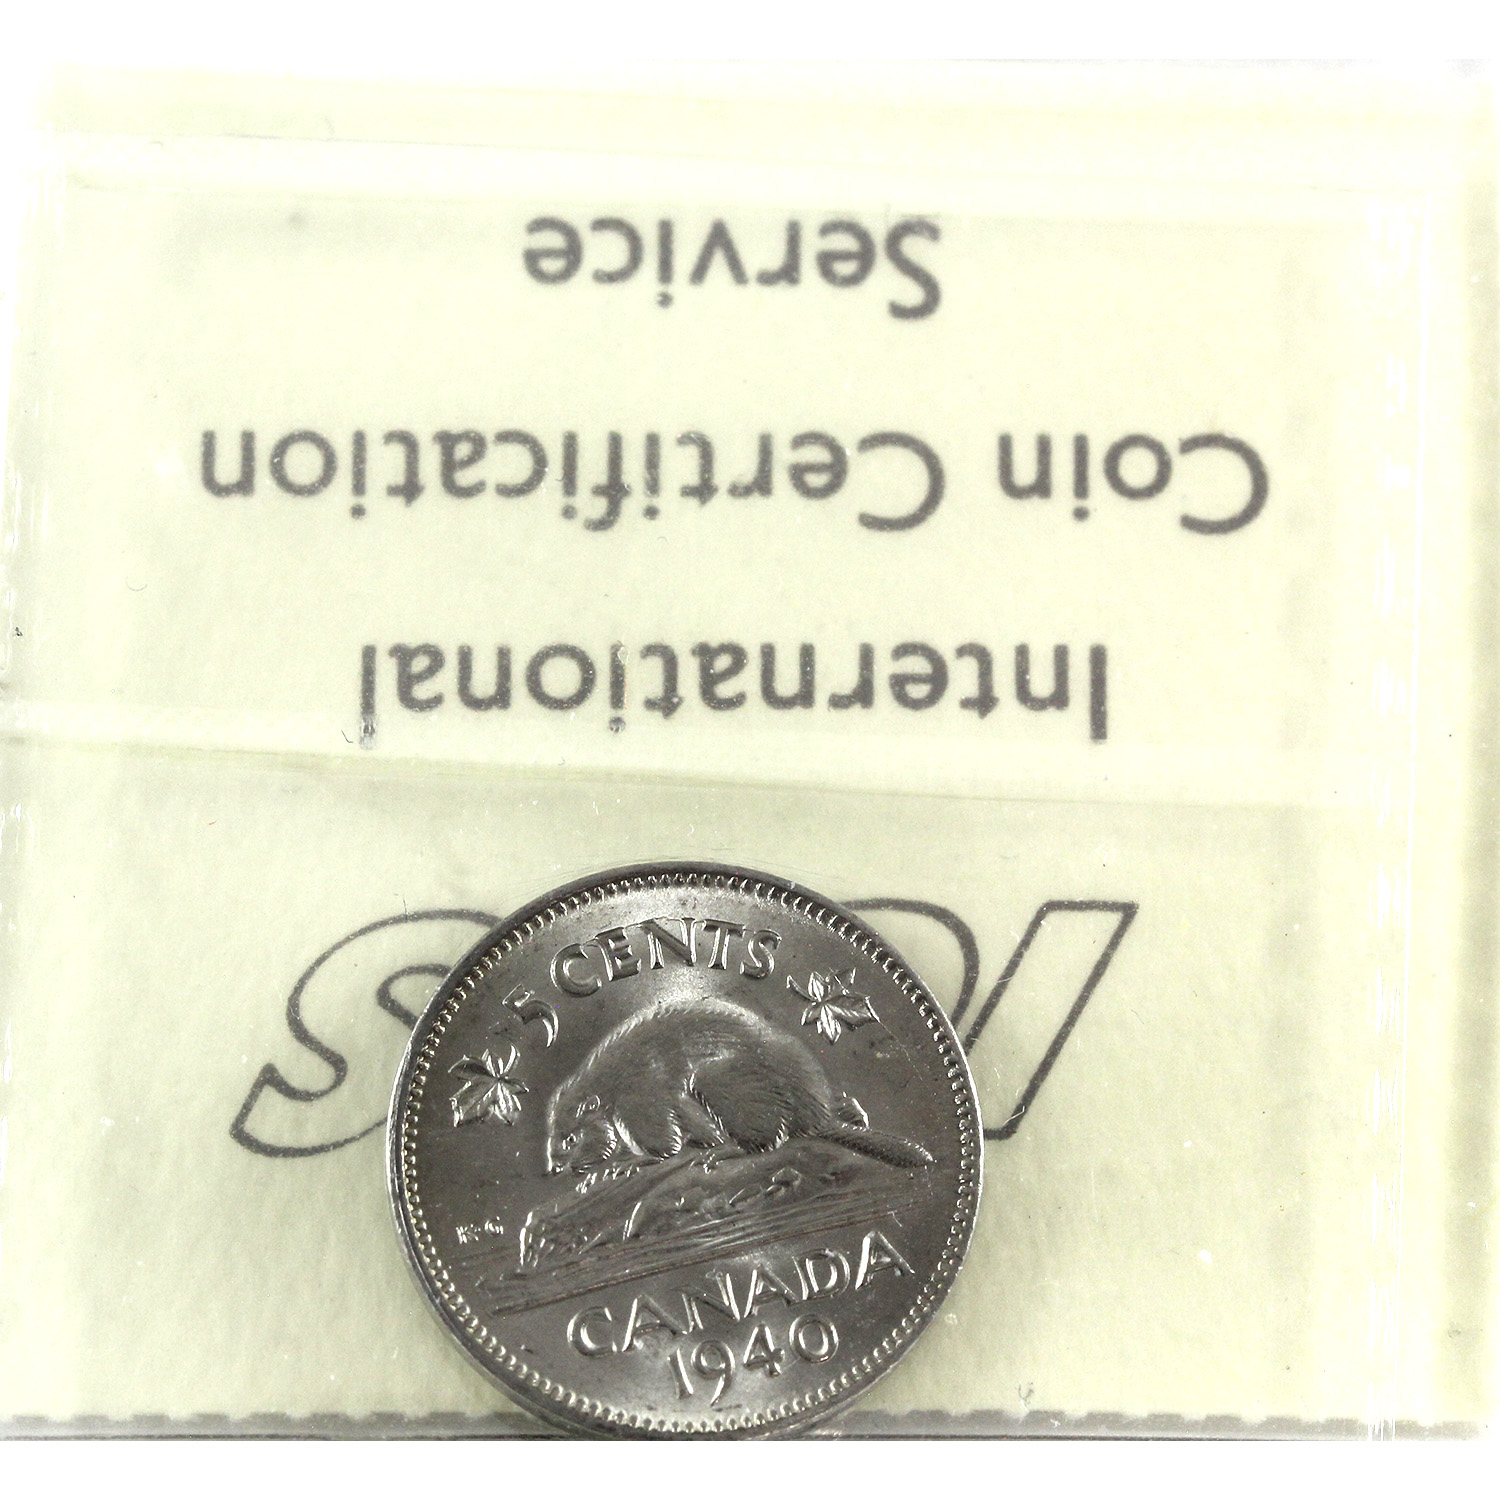 International
Coin Certification
Service
5 CENTS
K·G
CANADA
1940